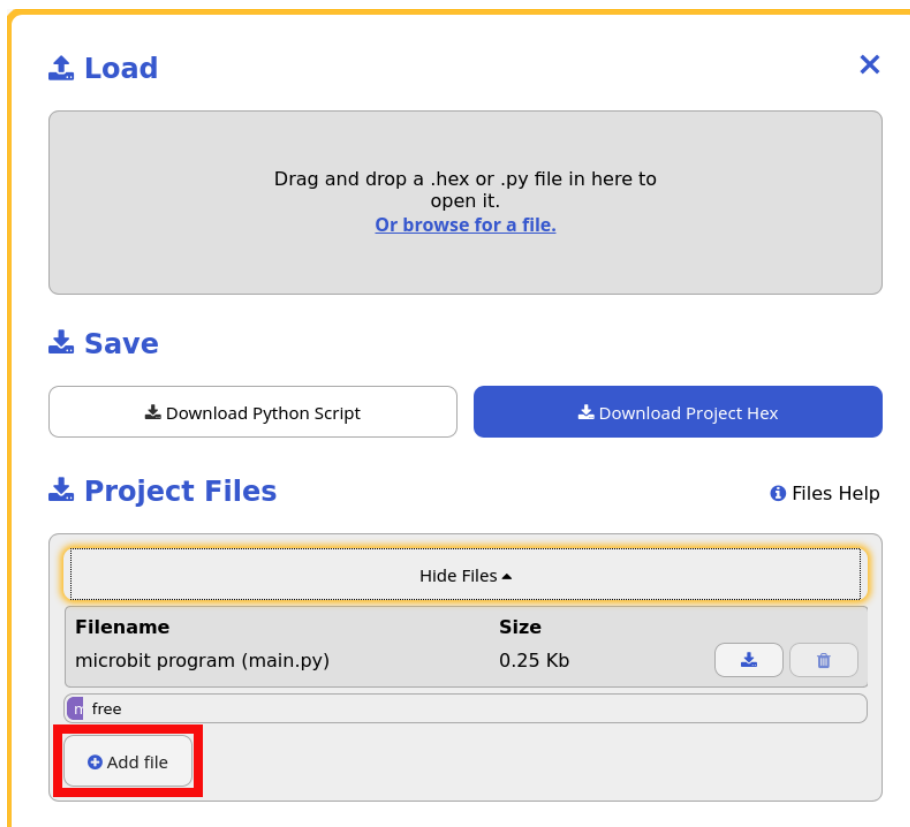 Load
Drag and drop a .hex or .py file in here to
open it.
Or browse for a file.
Save
Download Python Script
Download Project Hex
Project Files
Files Help
Hide Files
Filename Size
microbit program (main.py) 0.25 Kb
free
Add file